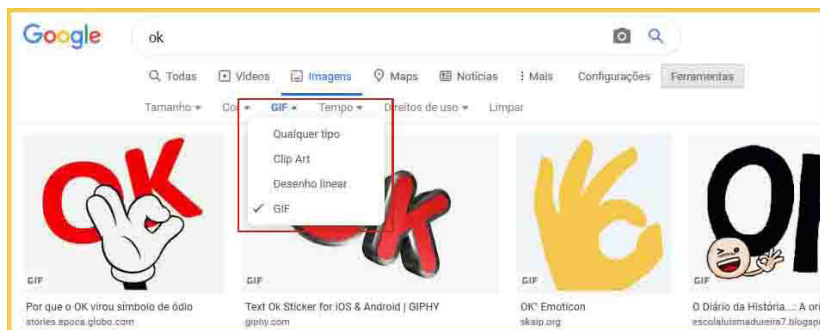 Google
ok
Todas Vídeos Imagens Maps Notícias Mais Configurações Ferramentas
Tamanho GIF Tempo Direitos de uso Limpar
Qualquer tipo
Clip Art
Desenho linear
GIF
OK
OK
GIF GIF GIF GIF
Por que o OK virou símbolo de ódio Text Ok Sticker for iOS & Android | GIPHY OK" Emoticon O Diário da História...: A ori
stories.epoca.globo.com giphy.com skaip.org escolaluismadureira7.blogsp